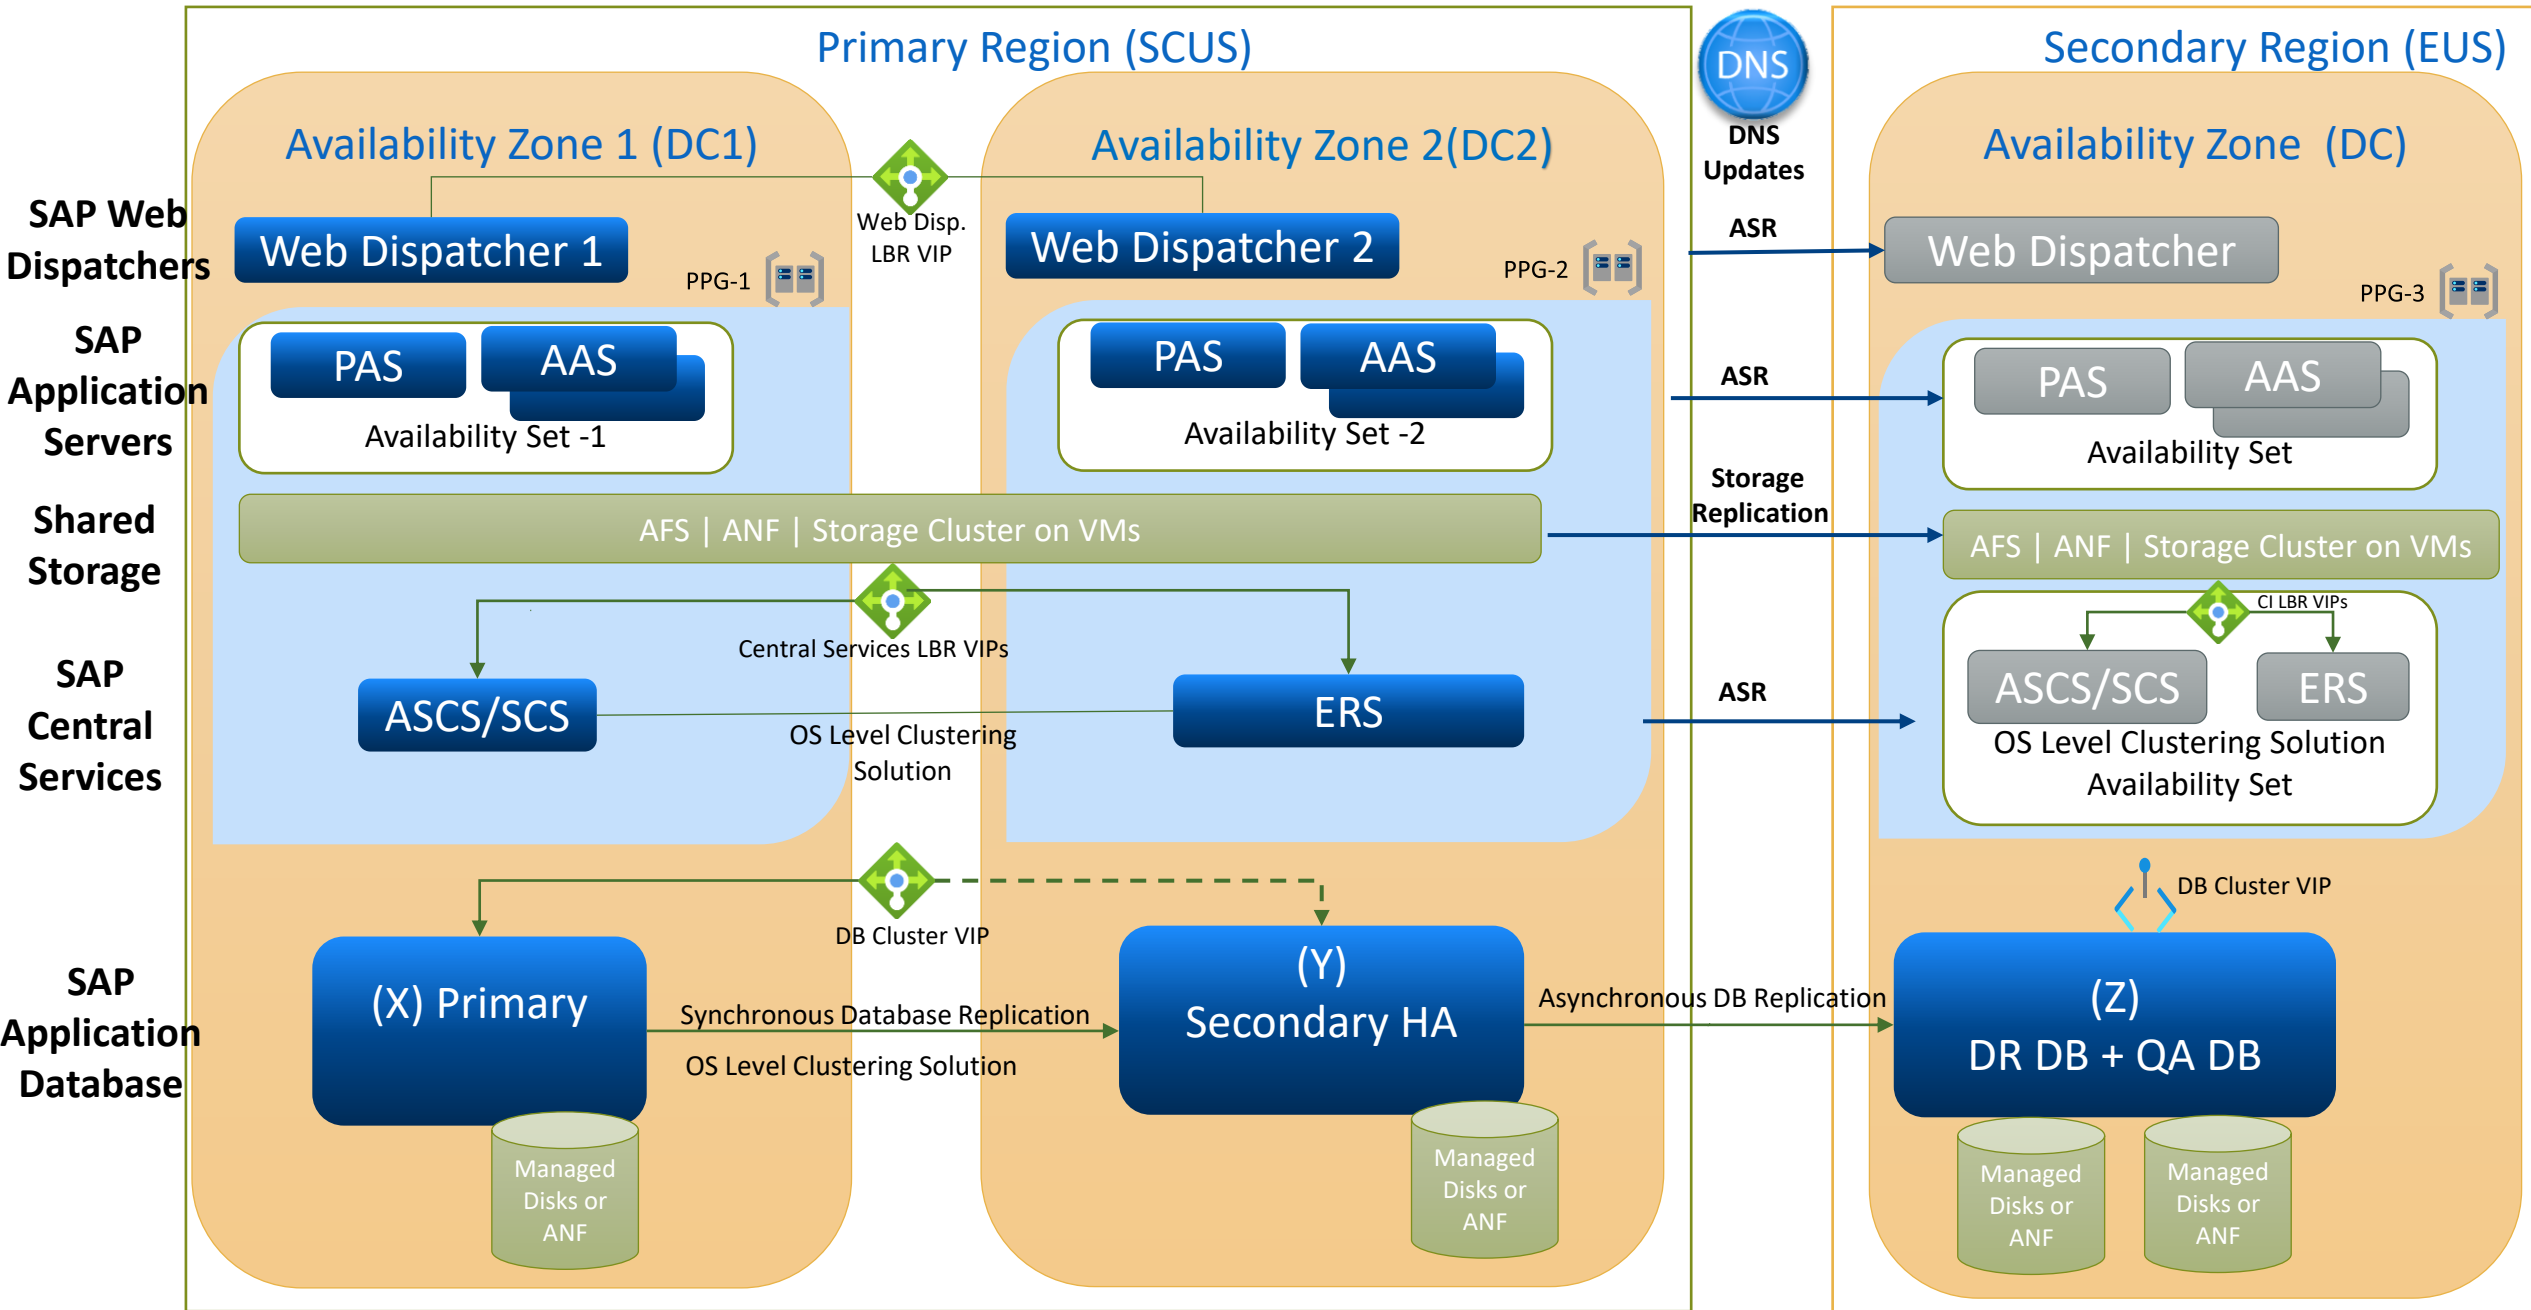 Primary Region (SCUS)
DNS
Secondary Region (EUS)
Availability Zone 1 (DC1)
Availability Zone 2(DC2)
DNS
Updates
Availability Zone (DC)
SAP Web
Dispatchers
Web Dispatcher 1
Web Disp.
LBR VIP
Web Dispatcher 2
ASR
Web Dispatcher
PPG-1
PPG-2
PPG-3
SAP
Application
Servers
PAS
AAS
Availability Set -1
PAS
AAS
Availability Set -2
ASR
PAS
AAS
Availability Set
Shared
Storage
AFS | ANF | Storage Cluster on VMs
Storage
Replication
AFS | ANF | Storage Cluster on VMs
SAP
Central
Services
Central Services LBR VIPs
ASCS/SCS
OS Level Clustering
Solution
ERS
ASR
CI LBR VIPs
ASCS/SCS
ERS
OS Level Clustering Solution
Availability Set
DB Cluster VIP
DB Cluster VIP
SAP
Application
Database
(X) Primary
Synchronous Database Replication
OS Level Clustering Solution
(Y)
Secondary HA
Asynchronous DB Replication
(Z)
DR DB + QA DB
Managed
Disks or
ANF
Managed
Disks or
ANF
Managed
Disks or
ANF
Managed
Disks or
ANF